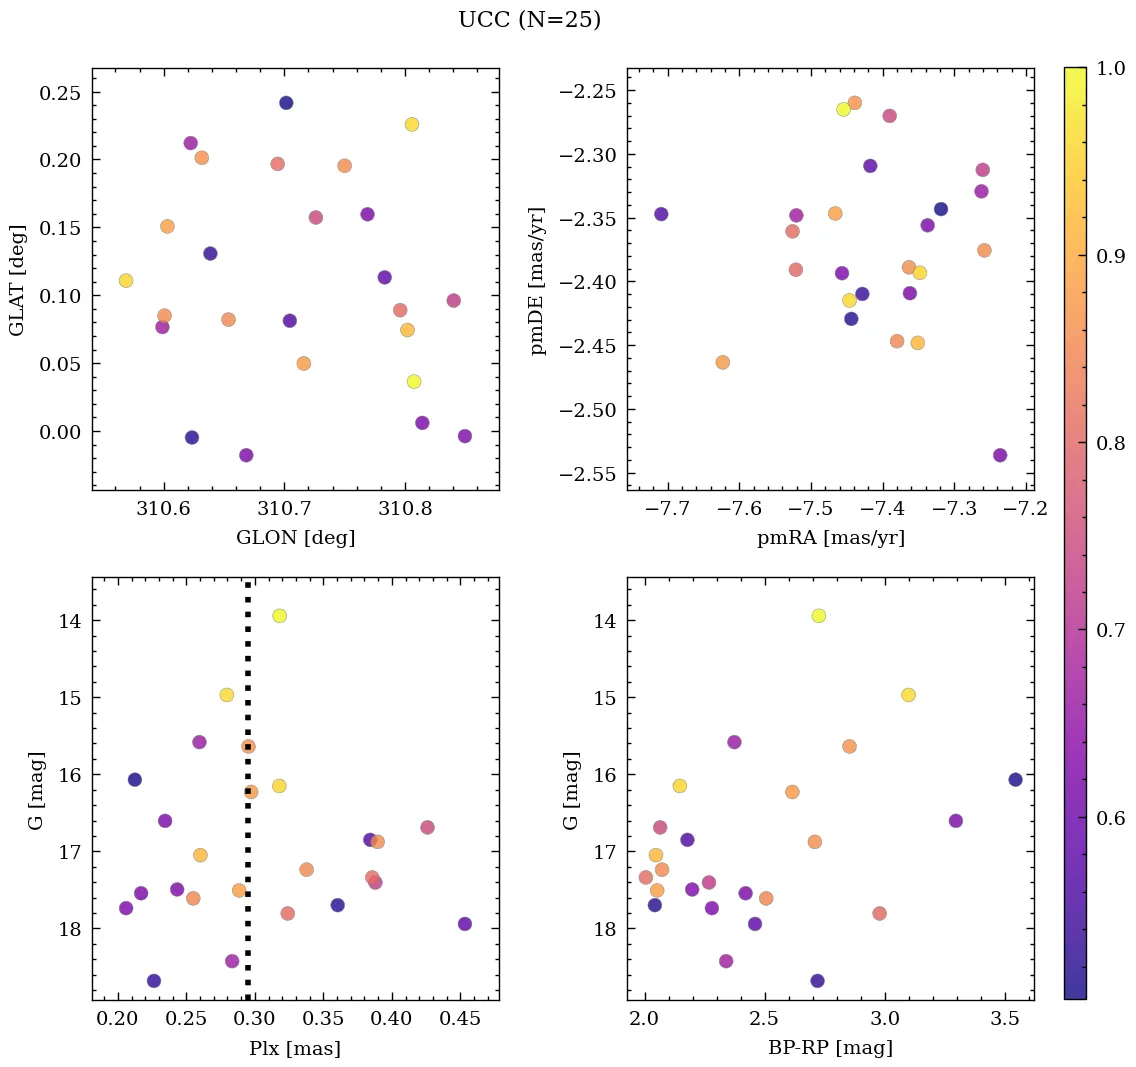 UCC (N=25)
0.25
0.20
0.15
0.10
0.05
0.00
GLAT [deg]
310.6 310.7 310.8
GLON [deg]
−2.25
−2.30
−2.35
−2.40
−2.45
−2.50
−2.55
pmDE [mas/yr]
−7.7 −7.6 −7.5 −7.4 −7.3 −7.2
pmRA [mas/yr]
14
15
16
17
18
G [mag]
0.20 0.25 0.30 0.35 0.40 0.45
Plx [mas]
14
15
16
17
18
G [mag]
2.0 2.5 3.0 3.5
BP-RP [mag]
1.0
0.9
0.8
0.7
0.6